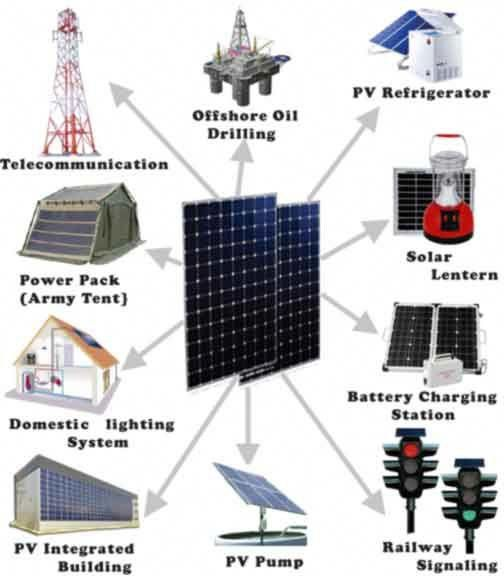 Offshore Oil
Drilling
PV Refrigerator
Telecommunication
Solar
Lentern
Power Pack
(Army Tent)
Battery Charging
Station
Domestic lighting
System
PV Integrated
Building
PV Pump
Railway
Signaling